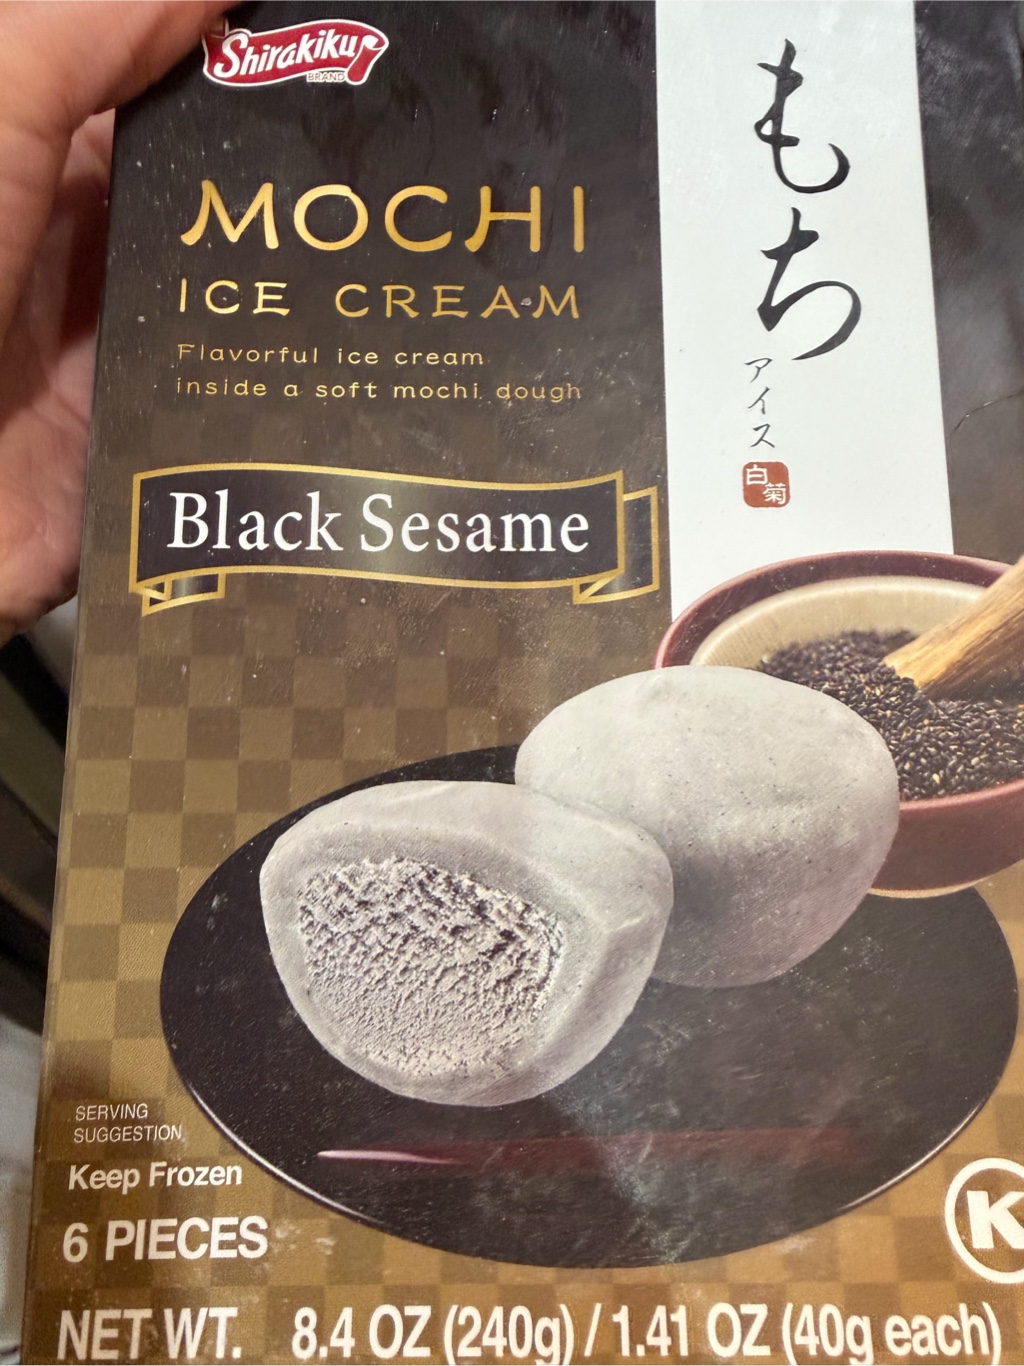 Shirakiku
BRAND
MOCHI
ICE CREAM
Flavorful ice cream
inside a soft mochi dough
Black Sesame
もち
アイス
白菊
SERVING
SUGGESTION
Keep Frozen
6 PIECES
NET WT. 8.4 OZ (240g) / 1.41 OZ (40g each)
K